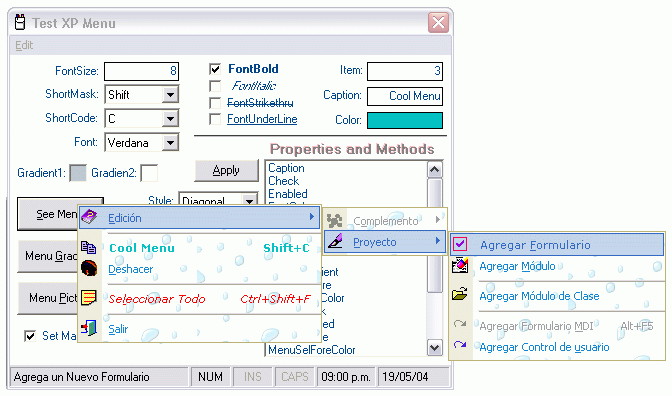 Test XP Menu
Edit
FontSize: 8
FontBold
Item: 3
ShortMask: Shift
FontItalic
Caption: Cool Menu
ShortCode: C
FontStrikethru
Color:
Font: Verdana
FontUnderLine
Properties and Methods
Gradient1:
Gradien2:
Apply
Caption
Check
Enabled
See Men
Style: Diagonal
Menu Grad
Menu Pict
Set Ma
MenuSelForeColor
Edición
Cool Menu Shift+C
Deshacer
Seleccionar Todo Ctrl+Shift+F
Salir
Complemento
Proyecto
Agregar Formulario
Agregar Módulo
Agregar Módulo de Clase
Agregar Formulario MDI Alt+F5
Agregar Control de usuario
Agrega un Nuevo Formulario NUM INS CAPS 09:00 p.m. 19/05/04